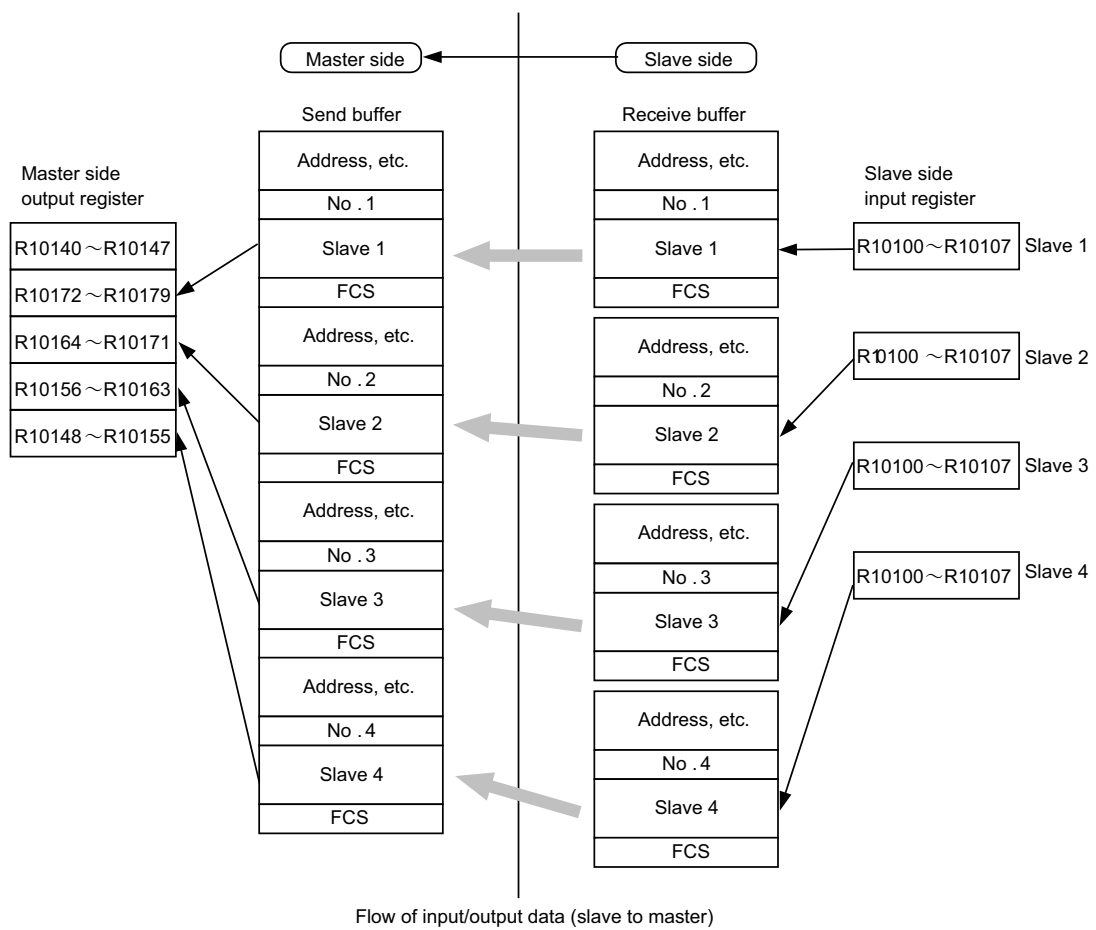 Master side
Slave side
Send buffer
Receive buffer
Master side
output register
R10140~R10147
R10172~R10179
R10164~R10171
R10156~R10163
R10148~R10155
Address, etc.
No . 1
Slave 1
FCS
Address, etc.
No . 2
Slave 2
FCS
Address, etc.
No . 3
Slave 3
FCS
Address, etc.
No . 4
Slave 4
FCS
Address, etc.
No . 1
Slave 1
FCS
Address, etc.
No . 2
Slave 2
FCS
Address, etc.
No . 3
Slave 3
FCS
Address, etc.
No . 4
Slave 4
FCS
Slave side
input register
R10100~R10107 Slave 1
R10100 ~R10107 Slave 2
R10100~R10107 Slave 3
R10100~R10107 Slave 4
Flow of input/output data (slave to master)